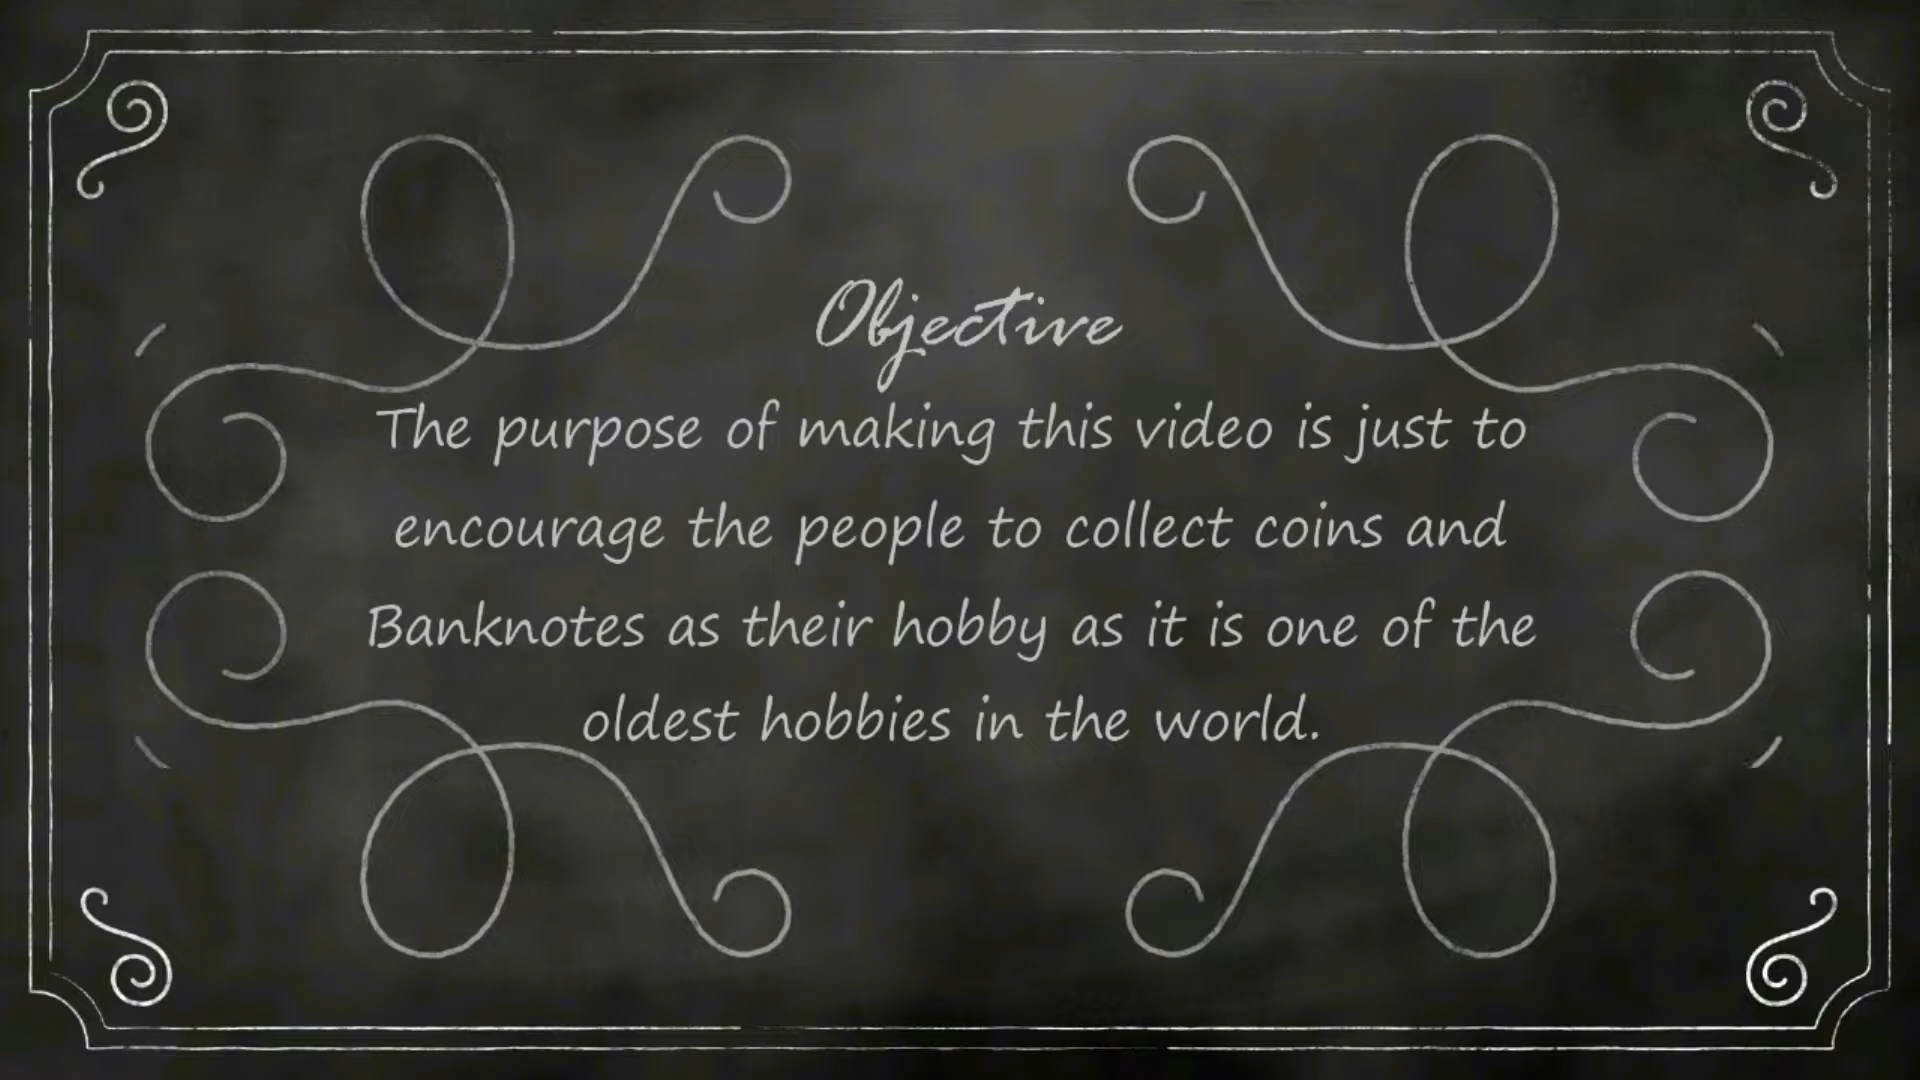 Objective
The purpose of making this video is just to
encourage the people to collect coins and
Banknotes as their hobby as it is one of the
oldest hobbies in the world.